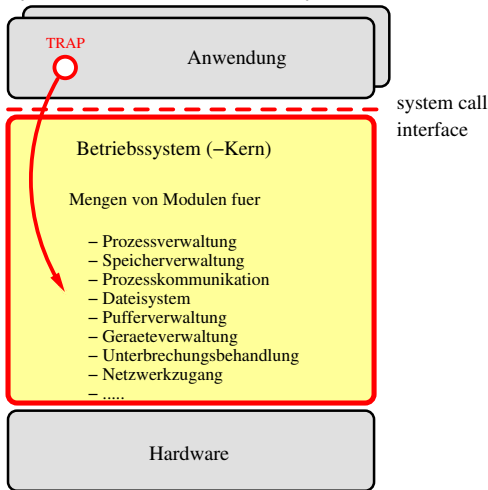 TRAP
Anwendung
system call
interface
Betriebssystem (−Kern)
Mengen von Modulen fuer
− Prozessverwaltung
− Speicherverwaltung
− Prozesskommunikation
− Dateisystem
− Pufferverwaltung
− Geraeteverwaltung
− Unterbrechungsbehandlung
− Netzwerkzugang
− .....
Hardware